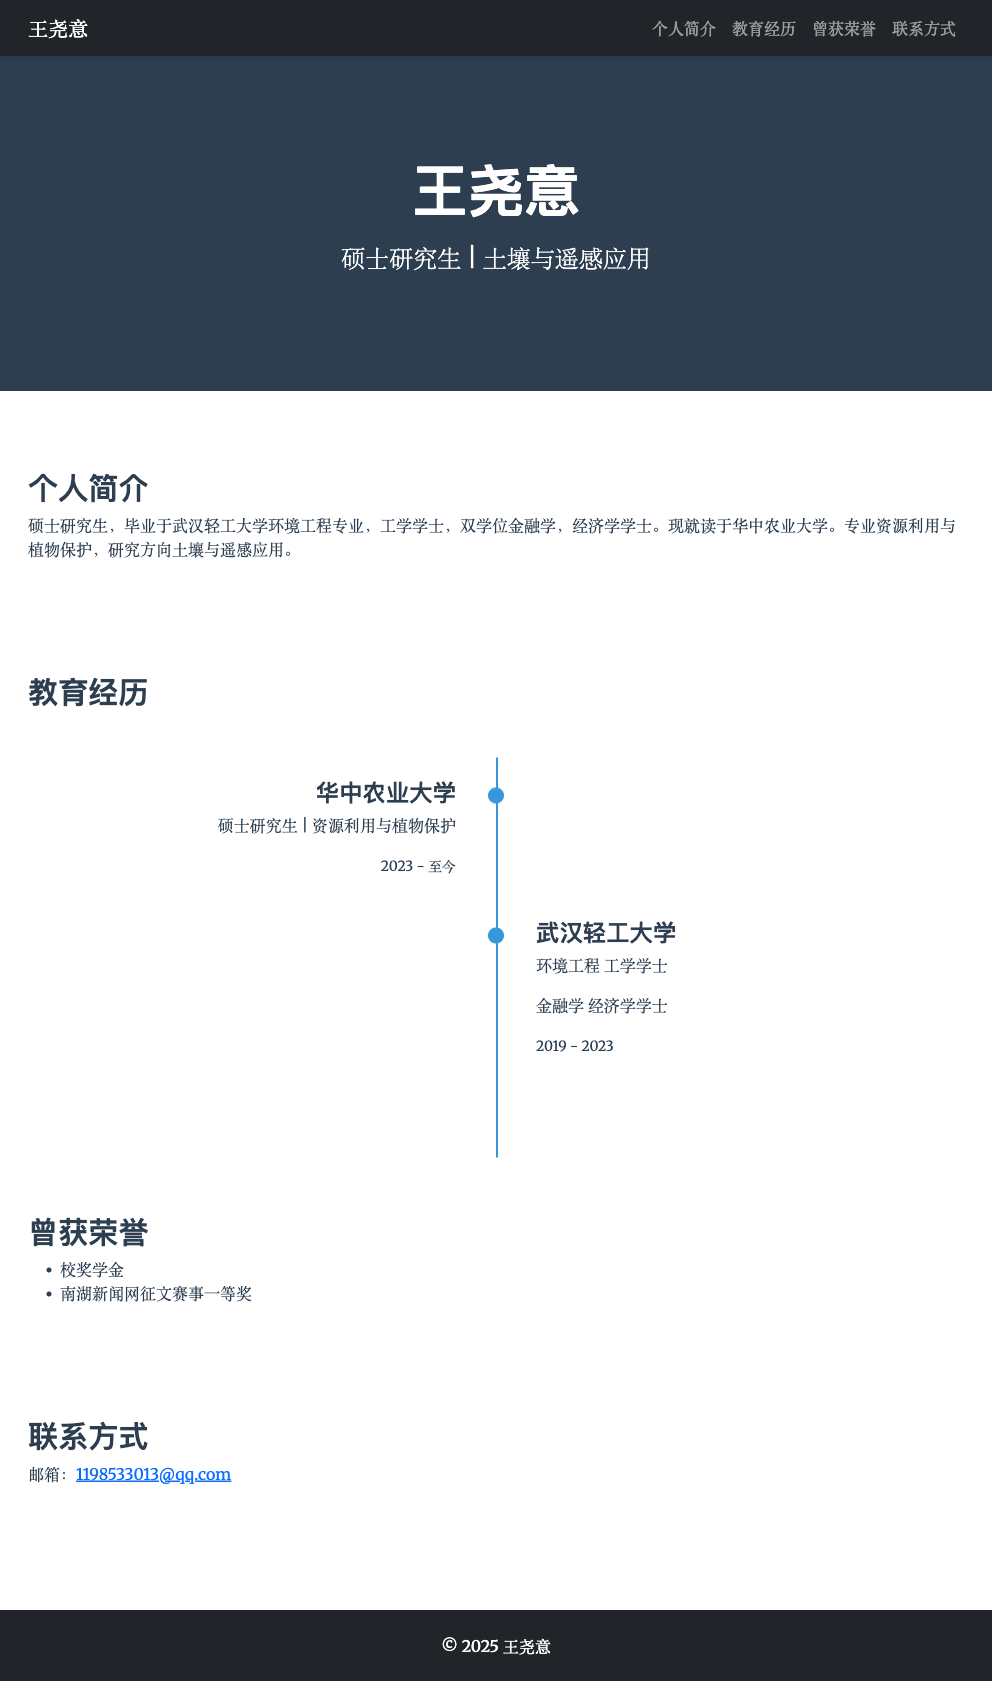 王尧意
个人简介 教育经历 曾获荣誉 联系方式
王尧意
硕士研究生 | 土壤与遥感应用
个人简介
硕士研究生，毕业于武汉轻工大学环境工程专业，工学学士，双学位金融学，经济学学士。现就读于华中农业大学。专业资源利用与
植物保护，研究方向土壤与遥感应用。
教育经历
华中农业大学
硕士研究生 | 资源利用与植物保护
2023 - 至今
武汉轻工大学
环境工程 工学学士
金融学 经济学学士
2019 - 2023
曾获荣誉
• 校奖学金
• 南湖新闻网征文赛事一等奖
联系方式
邮箱：1198533013@qq.com
© 2025 王尧意